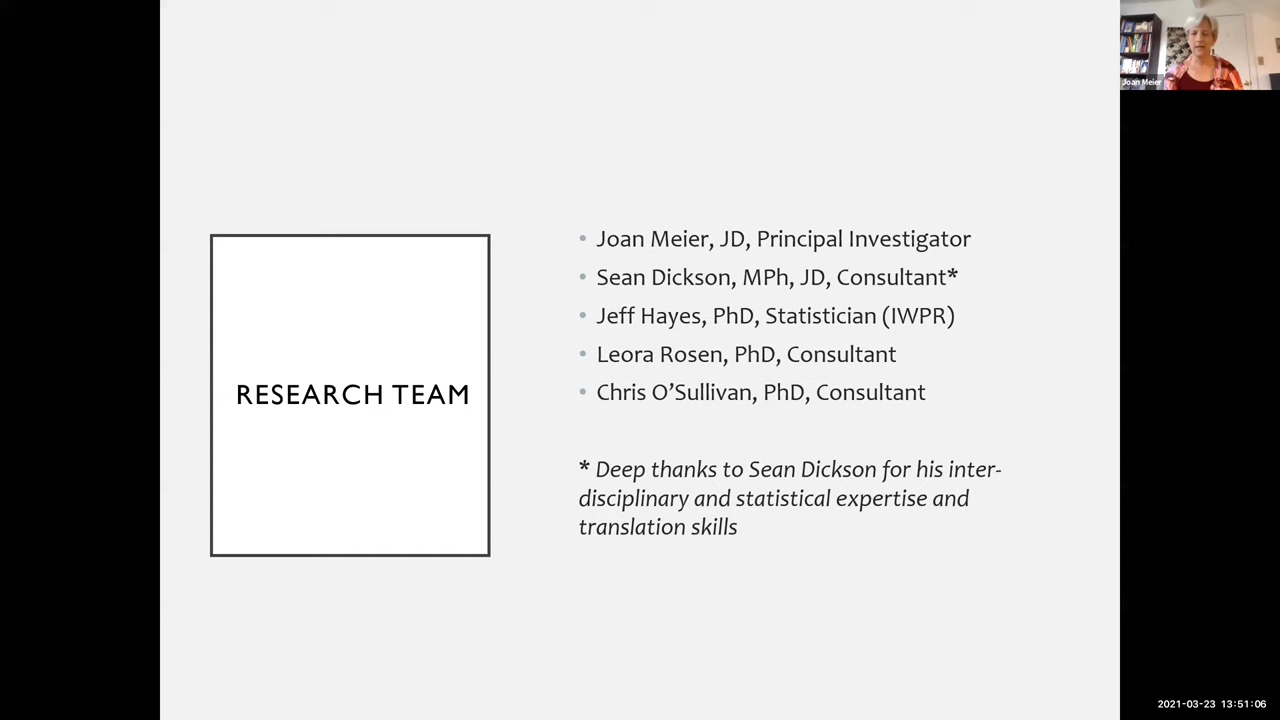 Joan Meier
RESEARCH TEAM
• Joan Meier, JD, Principal Investigator
• Sean Dickson, MPh, JD, Consultant*
• Jeff Hayes, PhD, Statistician (IWPR)
• Leora Rosen, PhD, Consultant
• Chris O’Sullivan, PhD, Consultant
* Deep thanks to Sean Dickson for his inter-
disciplinary and statistical expertise and
translation skills
2021-03-23 13:51:06